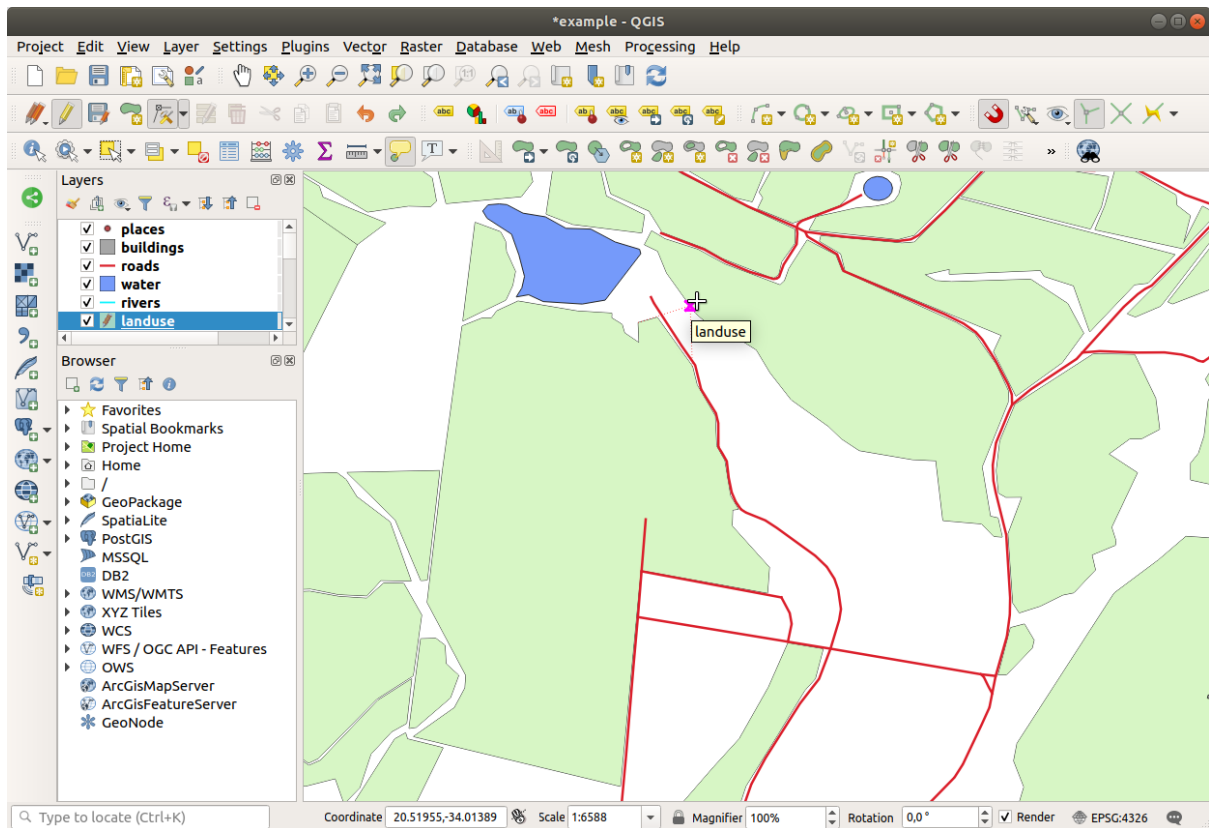 *example - QGIS
Project Edit View Layer Settings Plugins Vector Raster Database Web Mesh Processing Help
Layers
places
buildings
roads
water
rivers
landuse
landuse
Browser
Favorites
Spatial Bookmarks
Project Home
Home
/
GeoPackage
SpatiaLite
PostGIS
MSSQL
DB2
WMS/WMTS
XYZ Tiles
WCS
WFS / OGC API - Features
OWS
ArcGisMapServer
ArcGisFeatureServer
GeoNode
Type to locate (Ctrl+K) Coordinate 20.51955,-34.01389 Scale 1:6588 Magnifier 100% Rotation 0,0 ° Render EPSG:4326